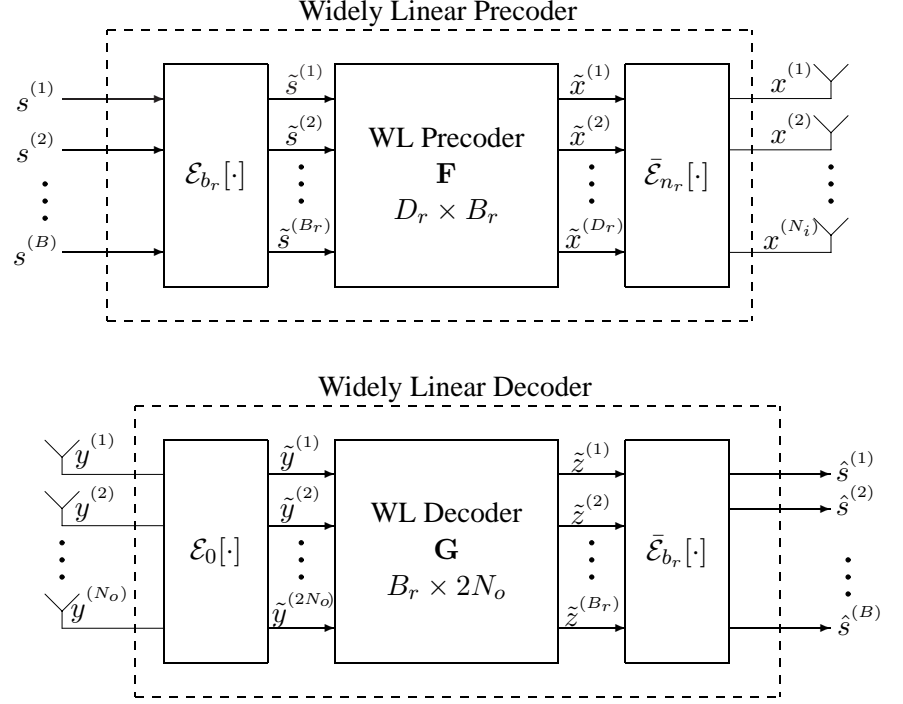 Widely Linear Precoder
s^{(1)} s̃^{(1)} x̃^{(1)} x^{(1)}
s^{(2)} s̃^{(2)} WL Precoder x̃^{(2)} x^{(2)}
ℰ_{b_r}[·] F ℰ̄_{n_r}[·]
D_r × B_r
s^{(B)} s̃^{(B_r)} x̃^{(D_r)} x^{(N_i)}
Widely Linear Decoder
y^{(1)} ỹ^{(1)} z̃^{(1)} ŝ^{(1)}
y^{(2)} ỹ^{(2)} WL Decoder z̃^{(2)} ŝ^{(2)}
ℰ_0[·] G ℰ̄_{b_r}[·]
B_r × 2N_o
y^{(N_o)} ỹ^{(2N_o)} z̃^{(B_r)} ŝ^{(B)}